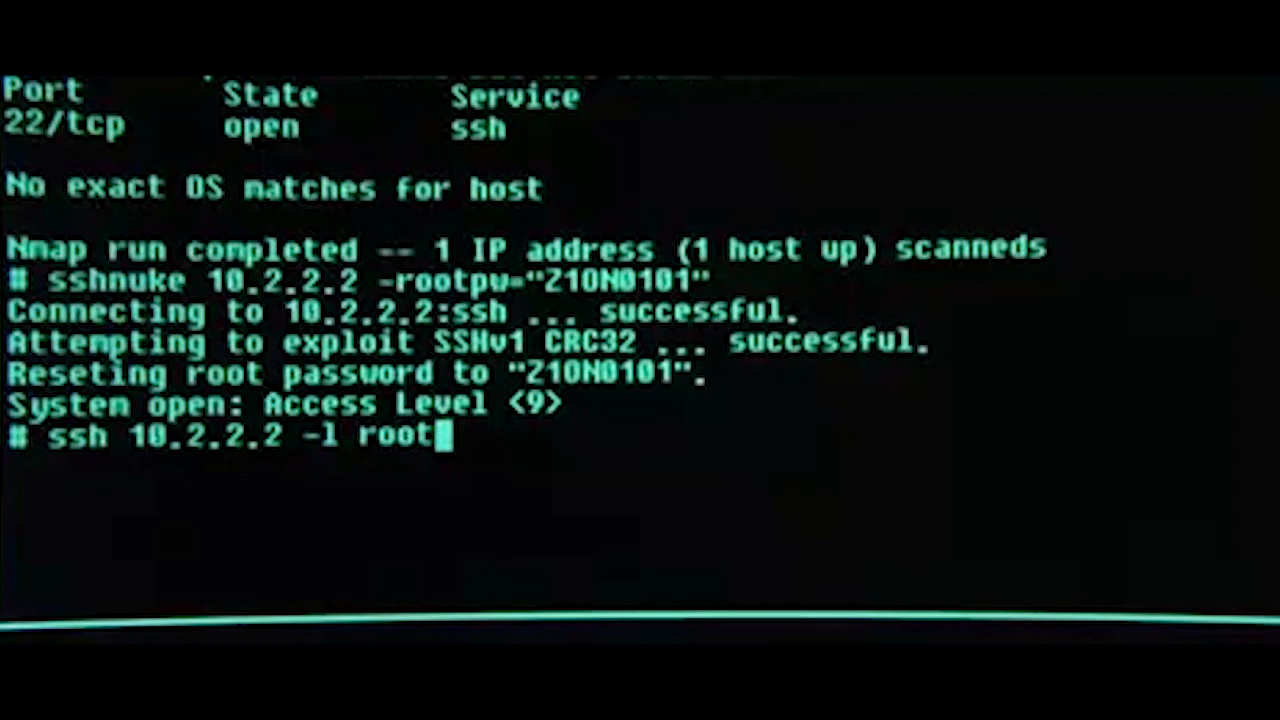 Port State Service
22/tcp open ssh
No exact OS matches for host
Nmap run completed -- 1 IP address (1 host up) scanneds
# sshnuke 10.2.2.2 -rootpw="Z1ON0101"
Connecting to 10.2.2.2:ssh ... successful.
Attempting to exploit SSHv1 CRC32 ... successful.
Reseting root password to "Z1ON0101".
System open: Access Level <9>
# ssh 10.2.2.2 -l root